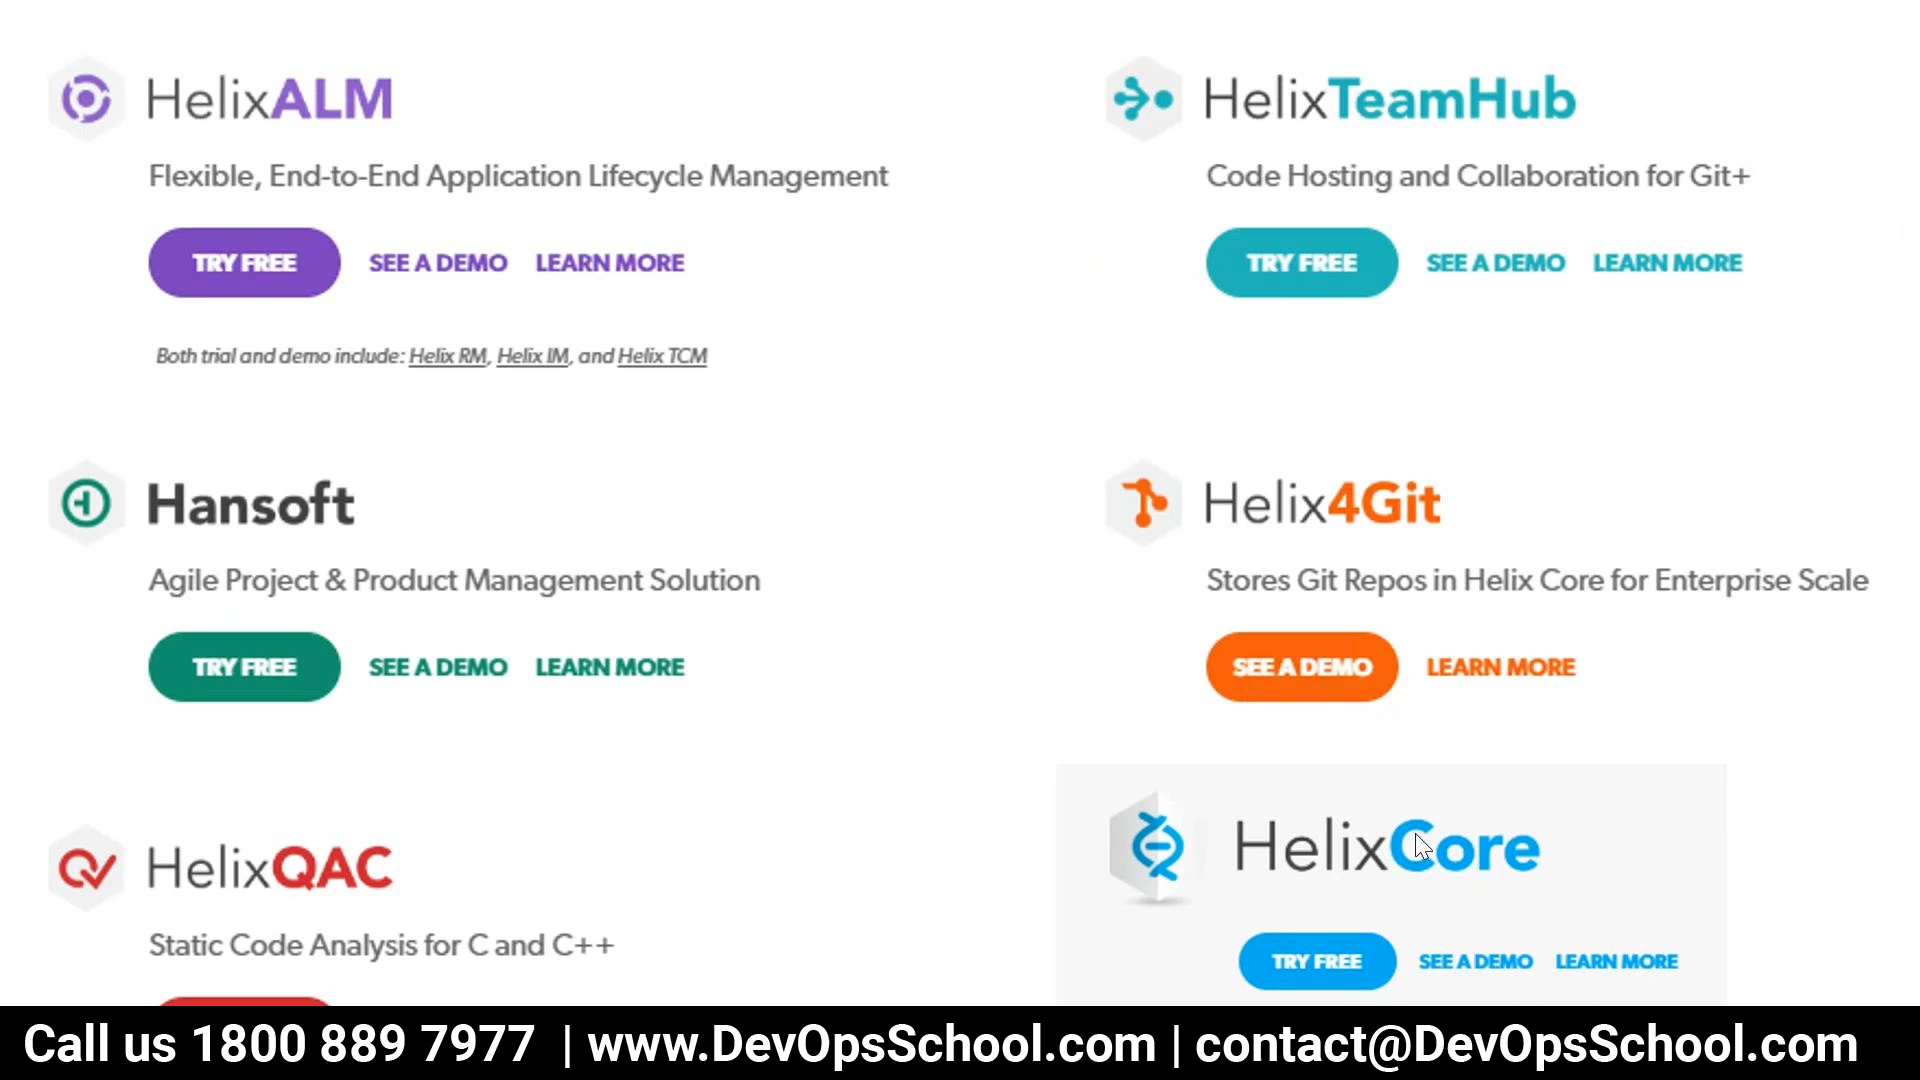 HelixALM
Flexible, End-to-End Application Lifecycle Management
TRY FREE SEE A DEMO LEARN MORE
Both trial and demo include: Helix RM, Helix IM, and Helix TCM
HelixTeamHub
Code Hosting and Collaboration for Git+
TRY FREE SEE A DEMO LEARN MORE
Hansoft
Agile Project & Product Management Solution
TRY FREE SEE A DEMO LEARN MORE
Helix4Git
Stores Git Repos in Helix Core for Enterprise Scale
SEE A DEMO LEARN MORE
HelixQAC
Static Code Analysis for C and C++
HelixCore
TRY FREE SEE A DEMO LEARN MORE
Call us 1800 889 7977 | www.DevOpsSchool.com | contact@DevOpsSchool.com